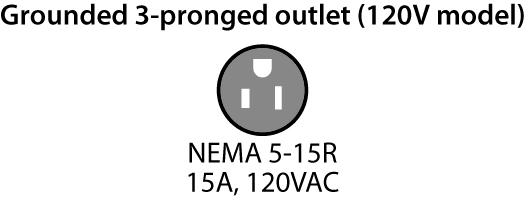 Grounded 3-pronged outlet (120V model)
NEMA 5-15R
15A, 120VAC